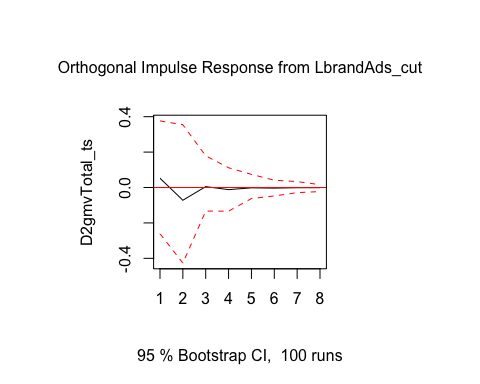 Orthogonal Impulse Response from LbrandAds_cut
D2gmvTotal_ts
0.4
0.0
-0.4
1 2 3 4 5 6 7 8
95 % Bootstrap CI,  100 runs